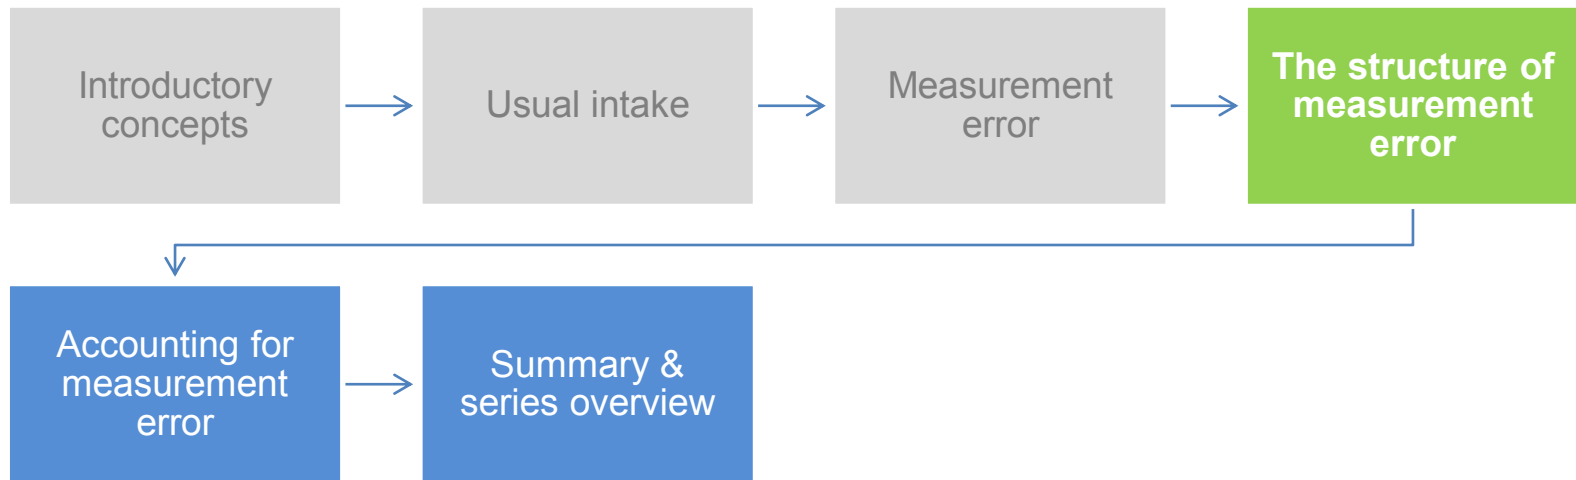 Introductory
concepts
Usual intake
Measurement
error
The structure of
measurement
error
Accounting for
measurement
error
Summary &
series overview